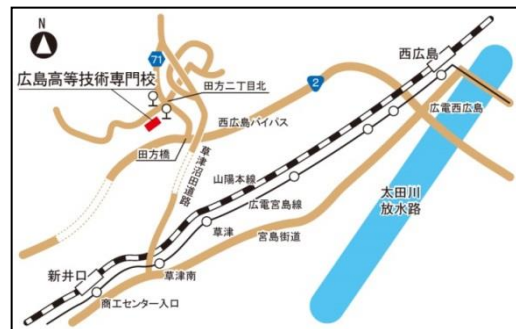 N
71
西広島
広島高等技術専門校
田方二丁目北
2
広電西広島
西広島バイパス
田方橋
草津沼田道路
山陽本線
太田川
放水路
広電宮島線
草津
宮島街道
新井口
草津南
商工センター入口